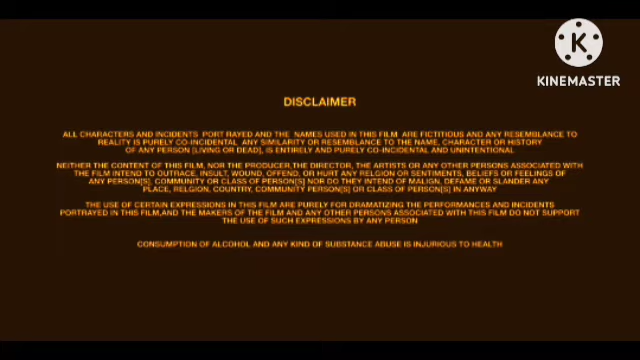 KINEMASTER
DISCLAIMER
ALL CHARACTERS AND INCIDENTS PORT RAYED AND THE NAMES USED IN THIS FILM ARE FICTITIOUS AND ANY RESEMBLANCE TO
REALITY IS PURELY CO-INCIDENTAL ANY SIMILARITY OR RESEMBLANCE TO THE NAME, CHARACTER OR HISTORY
OF ANY PERSON [LIVING OR DEAD], IS ENTIRELY AND PURELY CO-INCIDENTAL AND UNINTENTIONAL
NEITHER THE CONTENT OF THIS FILM, NOR THE PRODUCER,THE DIRECTOR, THE ARTISTS OR ANY OTHER PERSONS ASSOCIATED WITH
THE FILM INTEND TO OUTRACE, INSULT, WOUND, OFFEND, OR HURT ANY RELIGION OR SENTIMENTS, BELIEFS OR FEELINGS OF
ANY PERSON[S], COMMUNITY OR CLASS OF PERSON[S] NOR DO THEY INTEND OF MALIGN, DEFAME OR SLANDER ANY
PLACE, RELIGION, COUNTRY, COMMUNITY PERSON[S] OR CLASS OF PERSON[S] IN ANYWAY
THE USE OF CERTAIN EXPRESSIONS IN THIS FILM ARE PURELY FOR DRAMATIZING THE PERFORMANCES AND INCIDENTS
PORTRAYED IN THIS FILM,AND THE MAKERS OF THE FILM AND ANY OTHER PERSONS ASSOCIATED WITH THIS FILM DO NOT SUPPORT
THE USE OF SUCH EXPRESSIONS BY ANY PERSON
CONSUMPTION OF ALCOHOL AND ANY KIND OF SUBSTANCE ABUSE IS INJURIOUS TO HEALTH